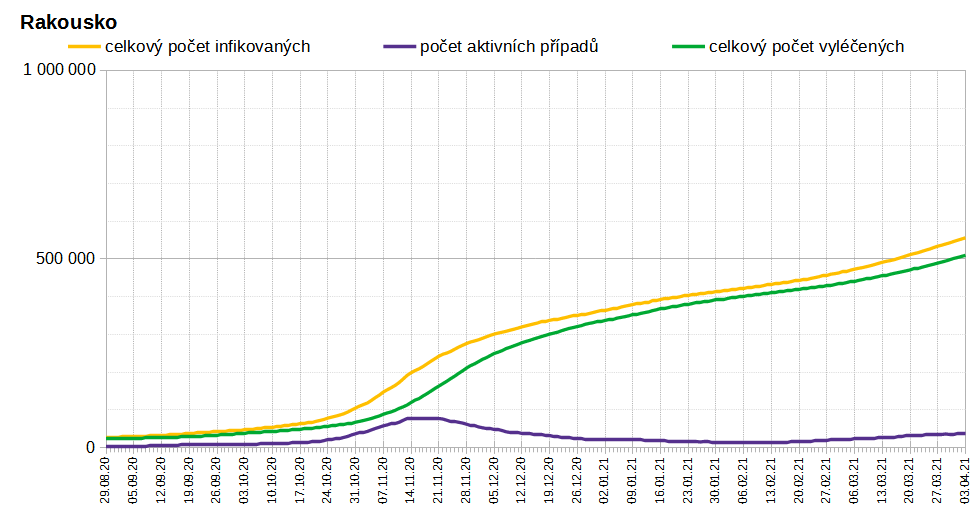 Rakousko
celkový počet infikovaných počet aktivních případů celkový počet vyléčených
1 000 000
500 000
0
29.08.20 05.09.20 12.09.20 19.09.20 26.09.20 03.10.20 10.10.20 17.10.20 24.10.20 31.10.20 07.11.20 14.11.20 21.11.20 28.11.20 05.12.20 12.12.20 19.12.20 26.12.20 02.01.21 09.01.21 16.01.21 23.01.21 30.01.21 06.02.21 13.02.21 20.02.21 27.02.21 06.03.21 13.03.21 20.03.21 27.03.21 03.04.21